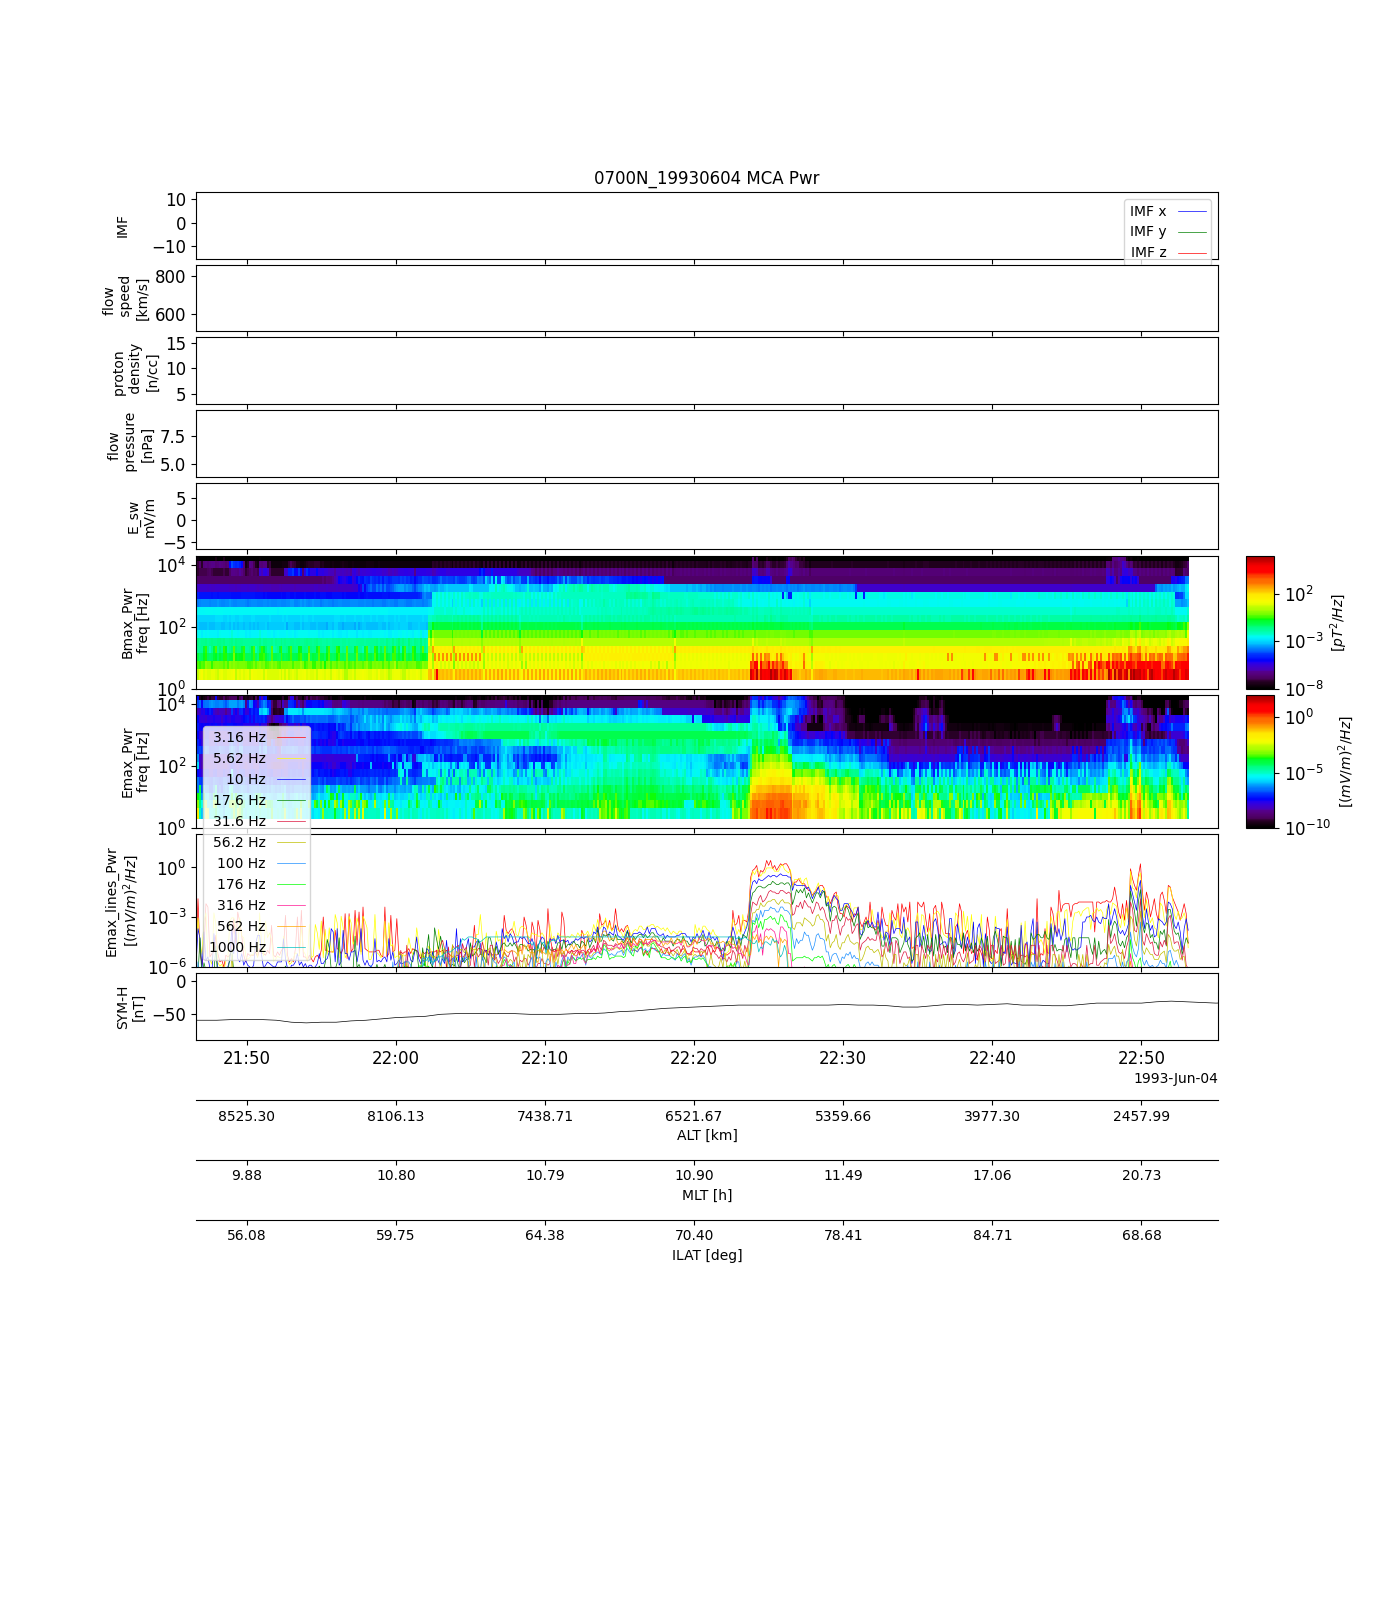 0700N_19930604 MCA Pwr
IMF
10
0
−10
IMF x
IMF y
IMF z
flow
speed
[km/s]
800
600
proton
density
[n/cc]
15
10
5
flow
pressure
[nPa]
7.5
5.0
E_sw
mV/m
5
0
−5
Bmax_Pwr
freq [Hz]
10^4
10^2
10^0
10^2
10^−3
10^−8
[pT^2/Hz]
Emax_Pwr
freq [Hz]
10^4
10^2
10^0
10^0
10^−5
10^−10
[(mV/m)^2/Hz]
3.16 Hz
5.62 Hz
10 Hz
17.6 Hz
31.6 Hz
56.2 Hz
100 Hz
176 Hz
316 Hz
562 Hz
1000 Hz
Emax_lines_Pwr
[(mV/m)^2/Hz]
10^0
10^−3
10^−6
SYM-H
[nT]
0
−50
21:50 22:00 22:10 22:20 22:30 22:40 22:50
1993-Jun-04
8525.30 8106.13 7438.71 6521.67 5359.66 3977.30 2457.99
ALT [km]
9.88 10.80 10.79 10.90 11.49 17.06 20.73
MLT [h]
56.08 59.75 64.38 70.40 78.41 84.71 68.68
ILAT [deg]